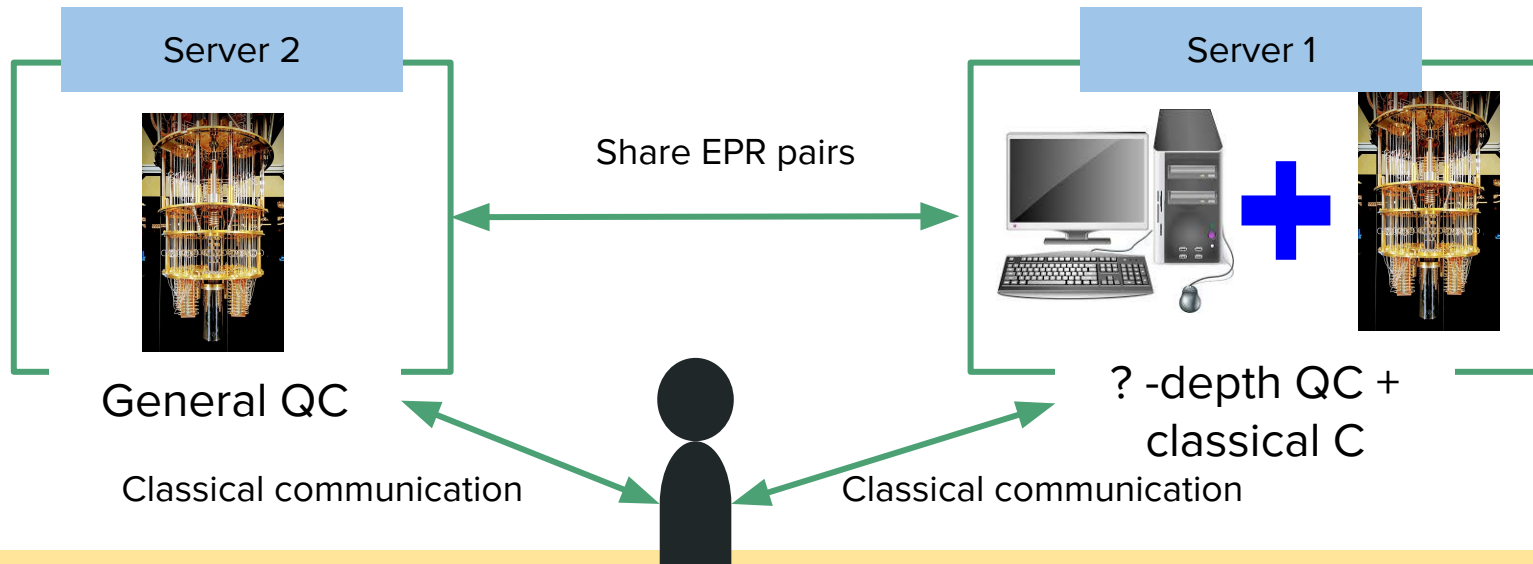 Server 2
Server 1
Share EPR pairs
General QC
? -depth QC +
classical C
Classical communication
Classical communication